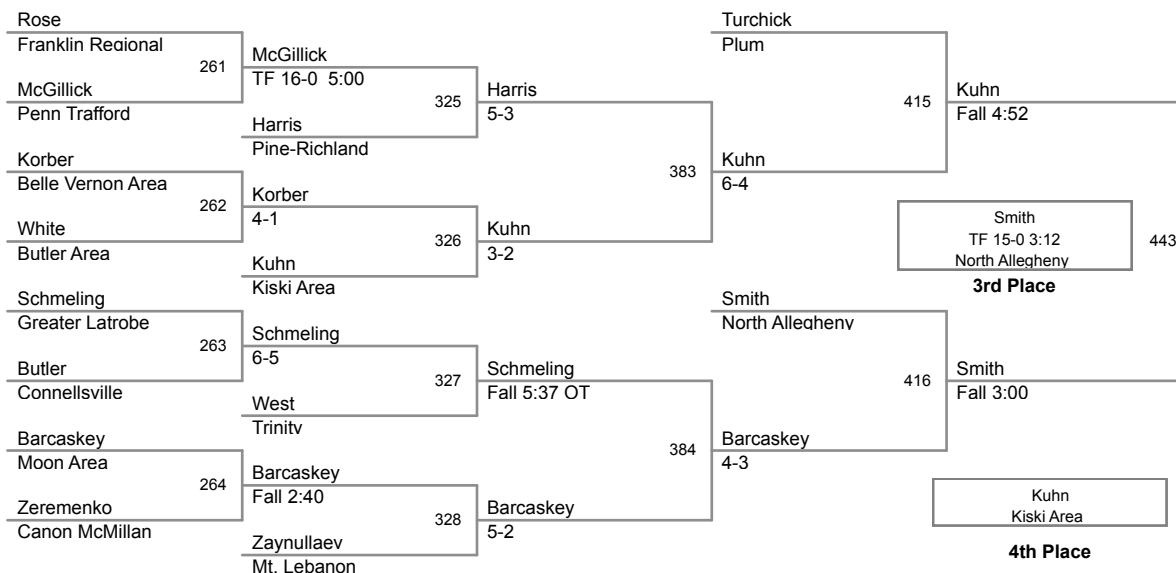 Rose
Franklin Regional
261
McGillick
Penn Trafford
McGillick
TF 16-0 5:00
325
Harris
Pine-Richland
Harris
5-3
Korber
Belle Vernon Area
262
White
Butler Area
Korber
4-1
326
Kuhn
Kiski Area
Kuhn
3-2
383
Kuhn
6-4
Turchick
Plum
415
Kuhn
Fall 4:52
Smith
TF 15-0 3:12
North Allegheny
443
3rd Place
Schmeling
Greater Latrobe
263
Butler
Connellsville
Schmeling
6-5
327
West
Trinity
Schmeling
Fall 5:37 OT
Barcaskey
Moon Area
264
Zeremenko
Canon McMillan
Barcaskey
Fall 2:40
328
Zaynullaev
Mt. Lebanon
Barcaskey
5-2
384
Barcaskey
4-3
Smith
North Allegheny
416
Smith
Fall 3:00
Kuhn
Kiski Area
4th Place